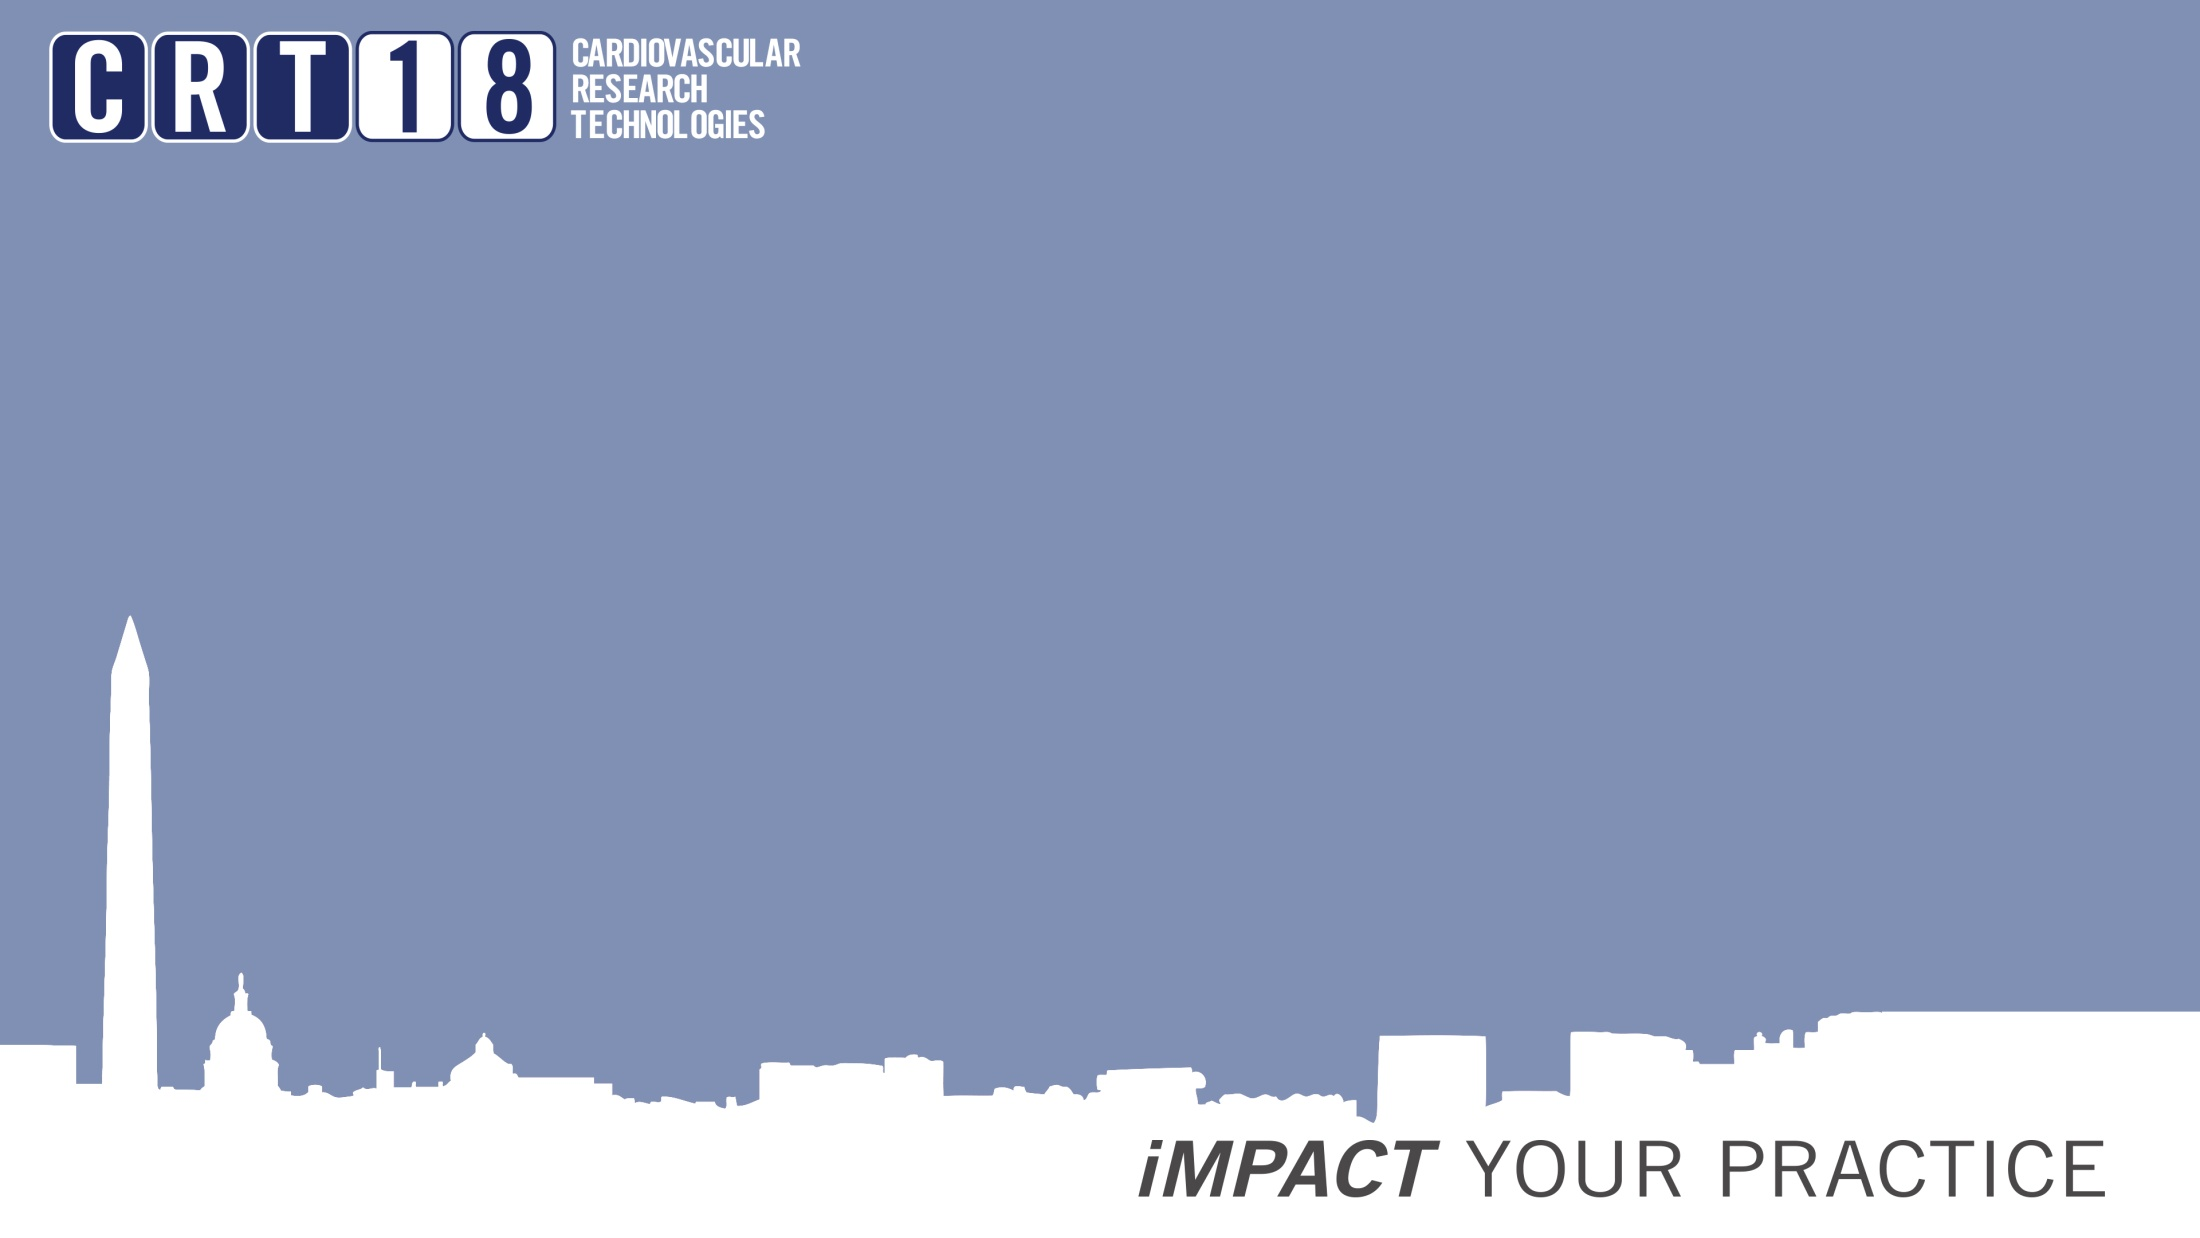 CRT18
CARDIOVASCULAR
RESEARCH
TECHNOLOGIES
iMPACT YOUR PRACTICE